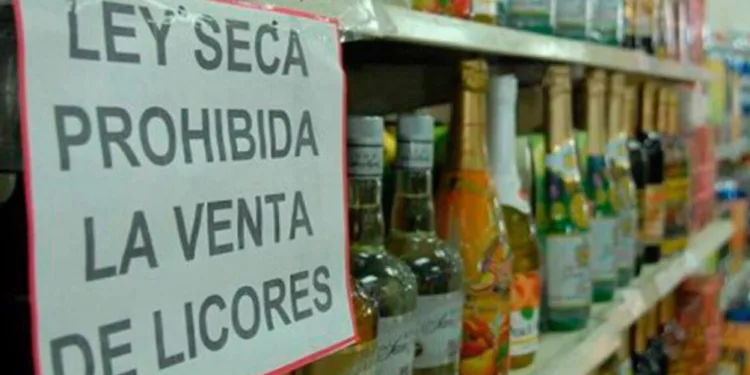 LEY SECA
PROHIBIDA
LA VENTA
DE LICORES